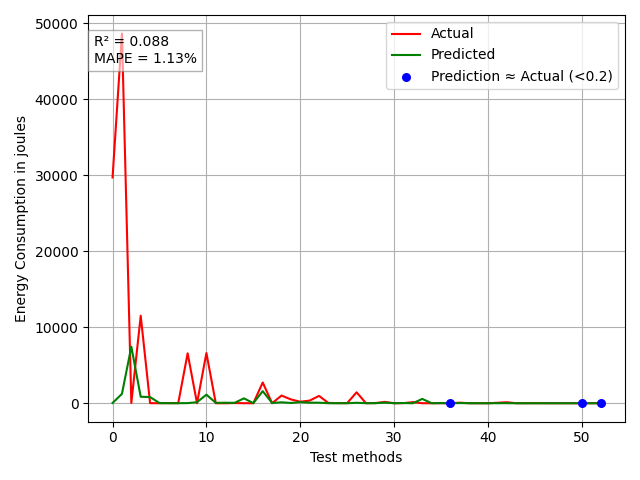 50000
40000
30000
20000
10000
0
Energy Consumption in joules
R² = 0.088
MAPE = 1.13%
Actual
Predicted
Prediction ≈ Actual (<0.2)
0 10 20 30 40 50
Test methods